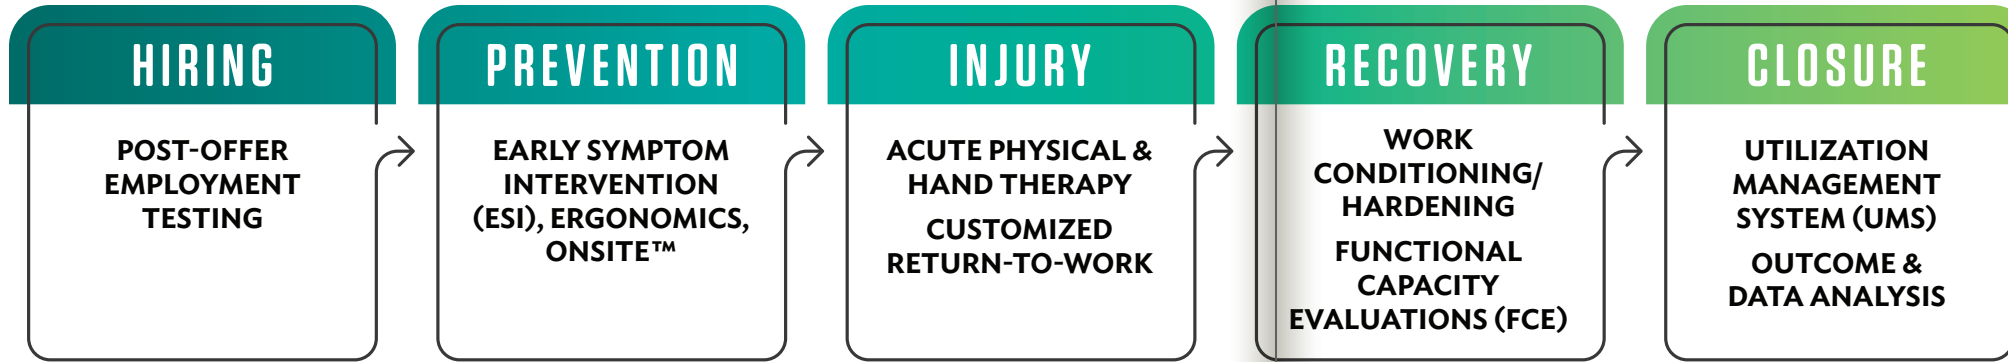 HIRING
POST-OFFER
EMPLOYMENT
TESTING
PREVENTION
EARLY SYMPTOM
INTERVENTION
(ESI), ERGONOMICS,
ONSITE™
INJURY
ACUTE PHYSICAL &
HAND THERAPY
CUSTOMIZED
RETURN-TO-WORK
RECOVERY
WORK
CONDITIONING/
HARDENING
FUNCTIONAL
CAPACITY
EVALUATIONS (FCE)
CLOSURE
UTILIZATION
MANAGEMENT
SYSTEM (UMS)
OUTCOME &
DATA ANALYSIS